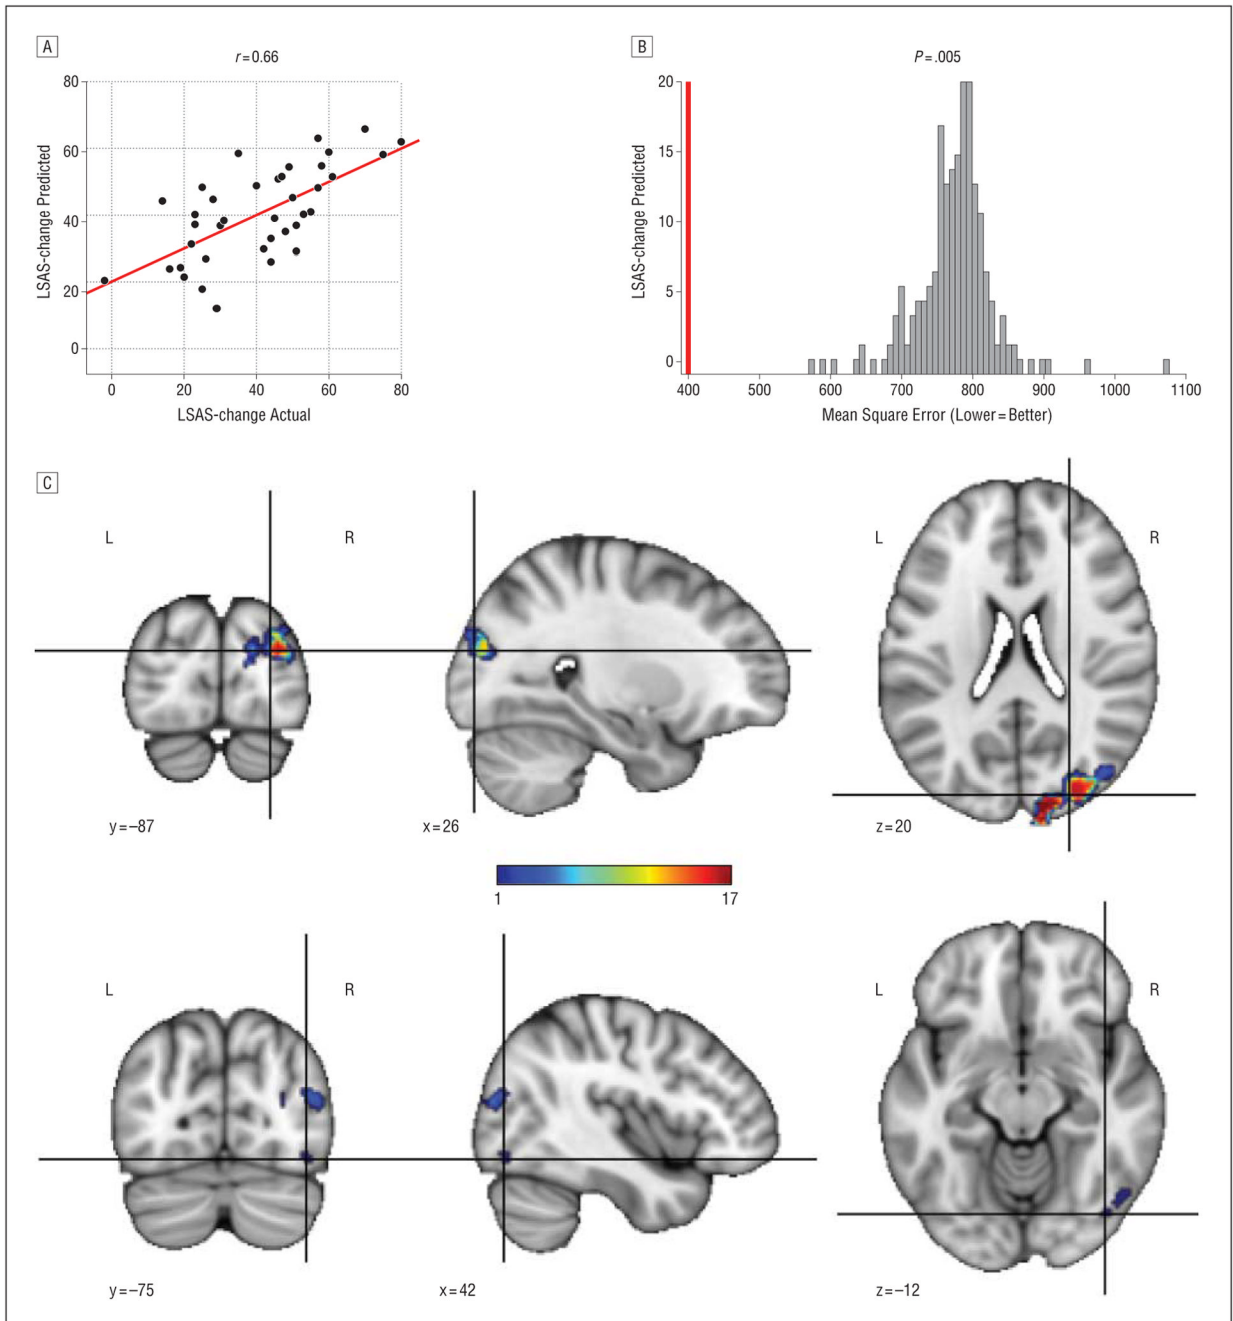 A
r=0.66
LSAS-change Predicted
80
60
40
20
0
0 20 40 60 80
LSAS-change Actual
B
P=.005
LSAS-change Predicted
20
15
10
5
0
400 500 600 700 800 900 1000 1100
Mean Square Error (Lower=Better)
C
L R L R
y=–87 x=26 z=20
1 17
L R L R
y=–75 x=42 z=–12